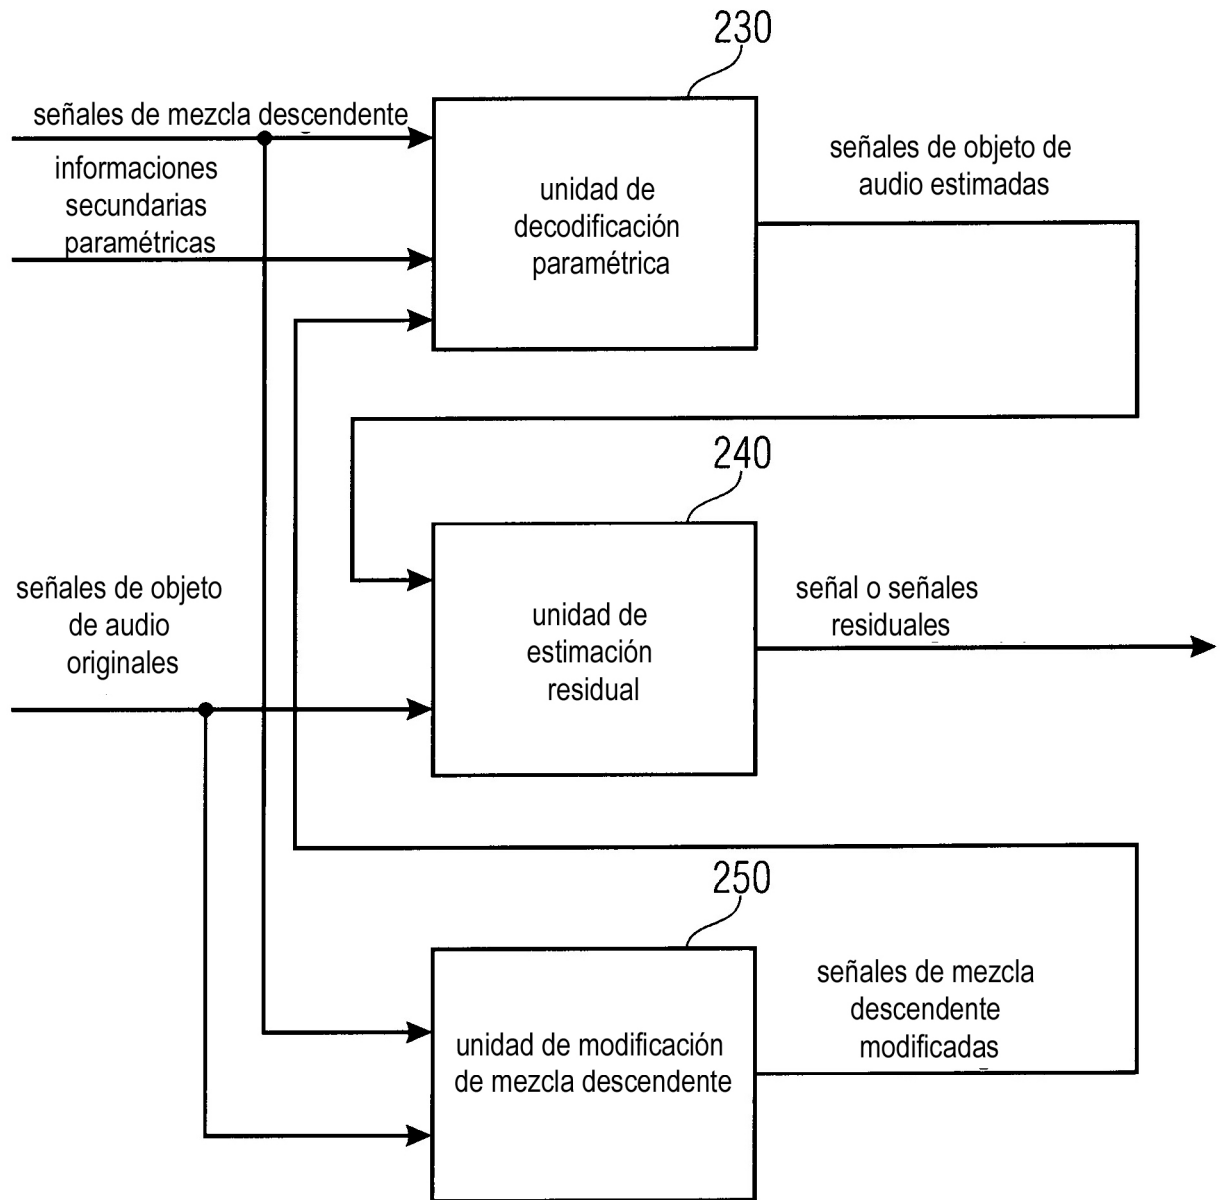 230
señales de mezcla descendente
informaciones
secundarias
paramétricas
unidad de
decodificación
paramétrica
señales de objeto de
audio estimadas
240
señales de objeto
de audio
originales
unidad de
estimación
residual
señal o señales
residuales
250
unidad de modificación
de mezcla descendente
señales de mezcla
descendente
modificadas